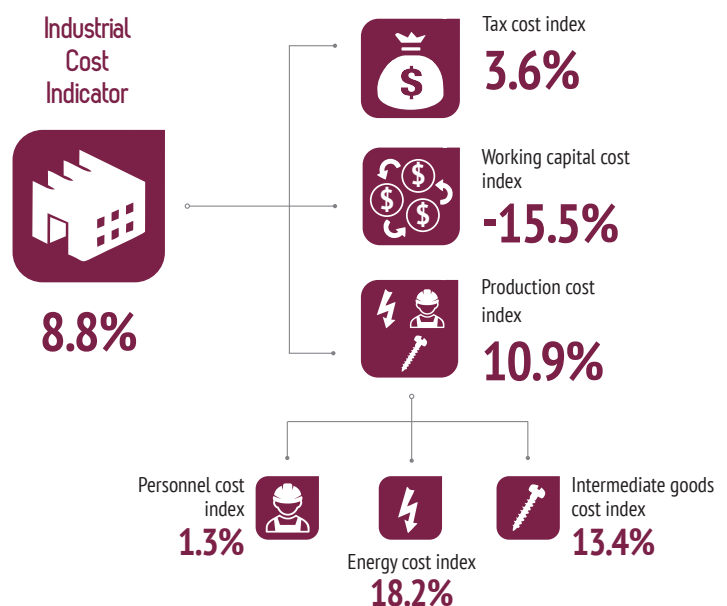 Industrial
Cost
Indicator
8.8%
Tax cost index
3.6%
$
Working capital cost
index
-15.5%
$
$
$
Production cost
index
10.9%
Personnel cost
index
1.3%
Energy cost index
18.2%
Intermediate goods
cost index
13.4%